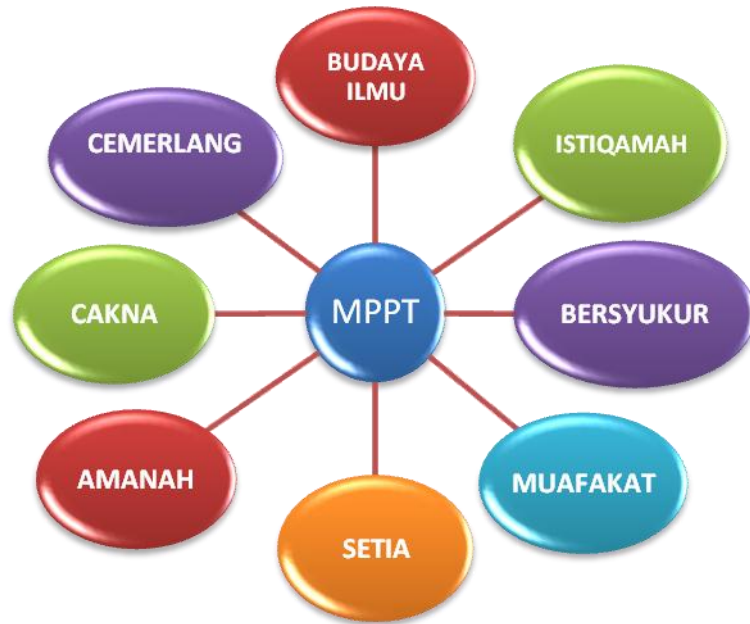 BUDAYA
ILMU
CEMERLANG
ISTIQAMAH
CAKNA
MPPT
BERSYUKUR
AMANAH
MUAFAKAT
SETIA